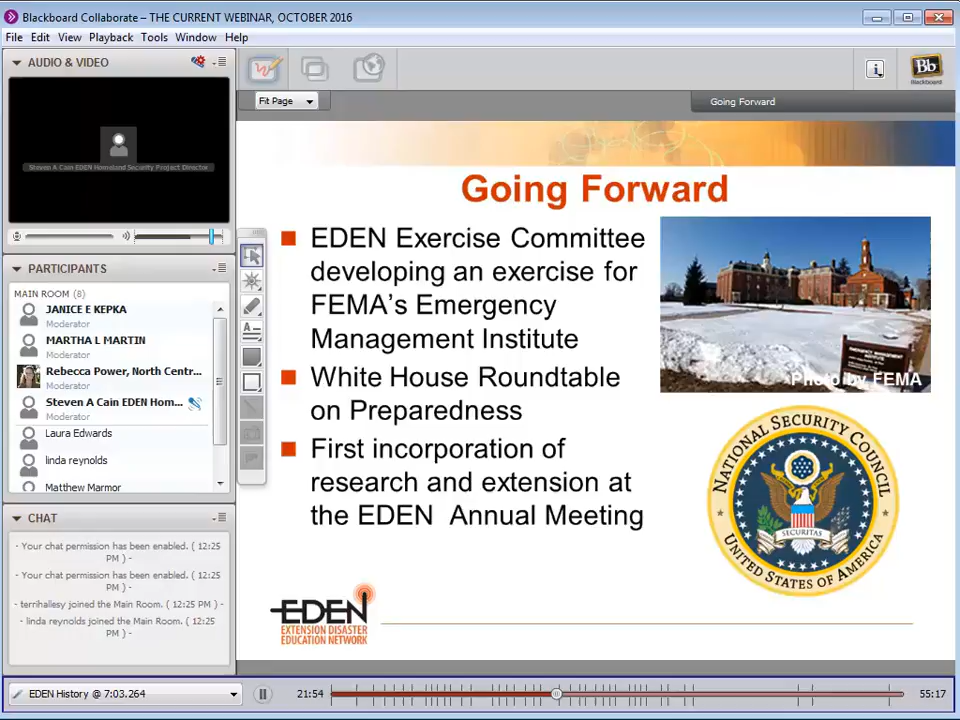 Blackboard Collaborate – THE CURRENT WEBINAR, OCTOBER 2016
File Edit View Playback Tools Window Help
AUDIO & VIDEO
Steven A Cain EDEN Homeland Security Project Director
PARTICIPANTS
MAIN ROOM (8)
JANICE E KEPKA
Moderator
MARTHA L MARTIN
Moderator
Rebecca Power, North Centr...
Moderator
Steven A Cain EDEN Hom...
Moderator
Laura Edwards
linda reynolds
Matthew Marmor
CHAT
- Your chat permission has been enabled. ( 12:25
PM ) -
- Your chat permission has been enabled. ( 12:25
PM ) -
- terrihallesy joined the Main Room. ( 12:25 PM ) -
- linda reynolds joined the Main Room. ( 12:25
PM ) -
Bb
Blackboard
Fit Page
Going Forward
Going Forward
EDEN Exercise Committee
developing an exercise for
FEMA's Emergency
Management Institute
White House Roundtable
on Preparedness
First incorporation of
research and extension at
the EDEN Annual Meeting
EMERGENCY MANAGEMENT
INSTITUTE
Photo by FEMA
NATIONAL SECURITY COUNCIL
SECURITAS
UNITED STATES OF AMERICA
EDEN
EXTENSION DISASTER
EDUCATION NETWORK
EDEN History @ 7:03.264
21:54
55:17